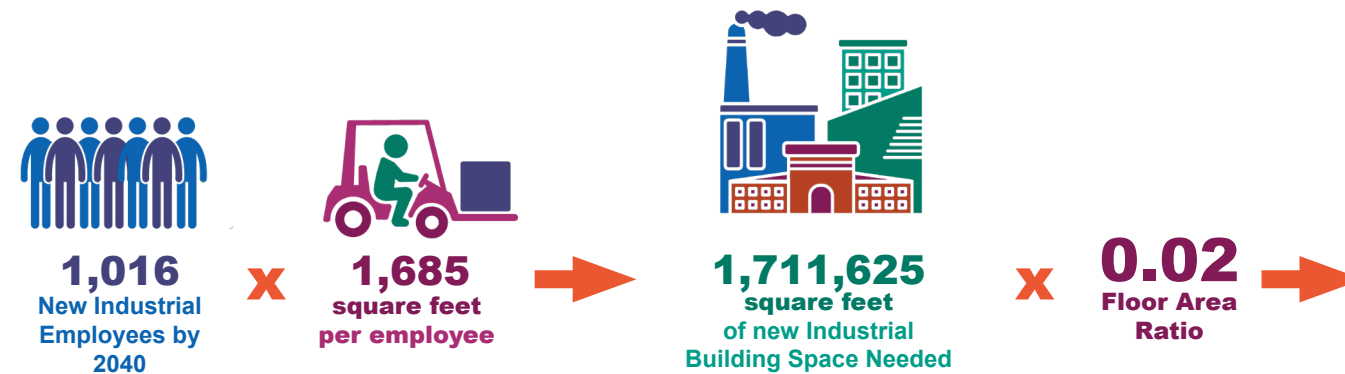 1,016
New Industrial
Employees by
2040
x
1,685
square feet
per employee
1,711,625
square feet
of new Industrial
Building Space Needed
x
0.02
Floor Area
Ratio